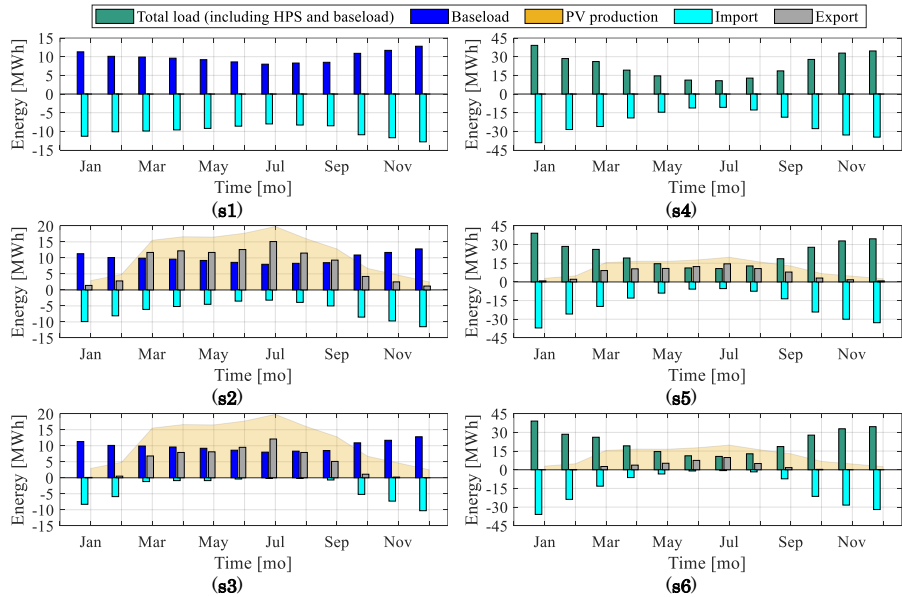 Total load (including HPS and baseload) Baseload PV production Import Export
Energy [MWh]
15
10
5
0
-5
-10
-15
Jan Mar May Jul Sep Nov
Time [mo]
(s1)
Energy [MWh]
45
30
15
0
-15
-30
-45
Jan Mar May Jul Sep Nov
Time [mo]
(s4)
Energy [MWh]
20
15
10
5
0
-5
-10
-15
Jan Mar May Jul Sep Nov
Time [mo]
(s2)
Energy [MWh]
45
30
15
0
-15
-30
-45
Jan Mar May Jul Sep Nov
Time [mo]
(s5)
Energy [MWh]
20
15
10
5
0
-5
-10
-15
Jan Mar May Jul Sep Nov
Time [mo]
(s3)
Energy [MWh]
45
30
15
0
-15
-30
-45
Jan Mar May Jul Sep Nov
Time [mo]
(s6)